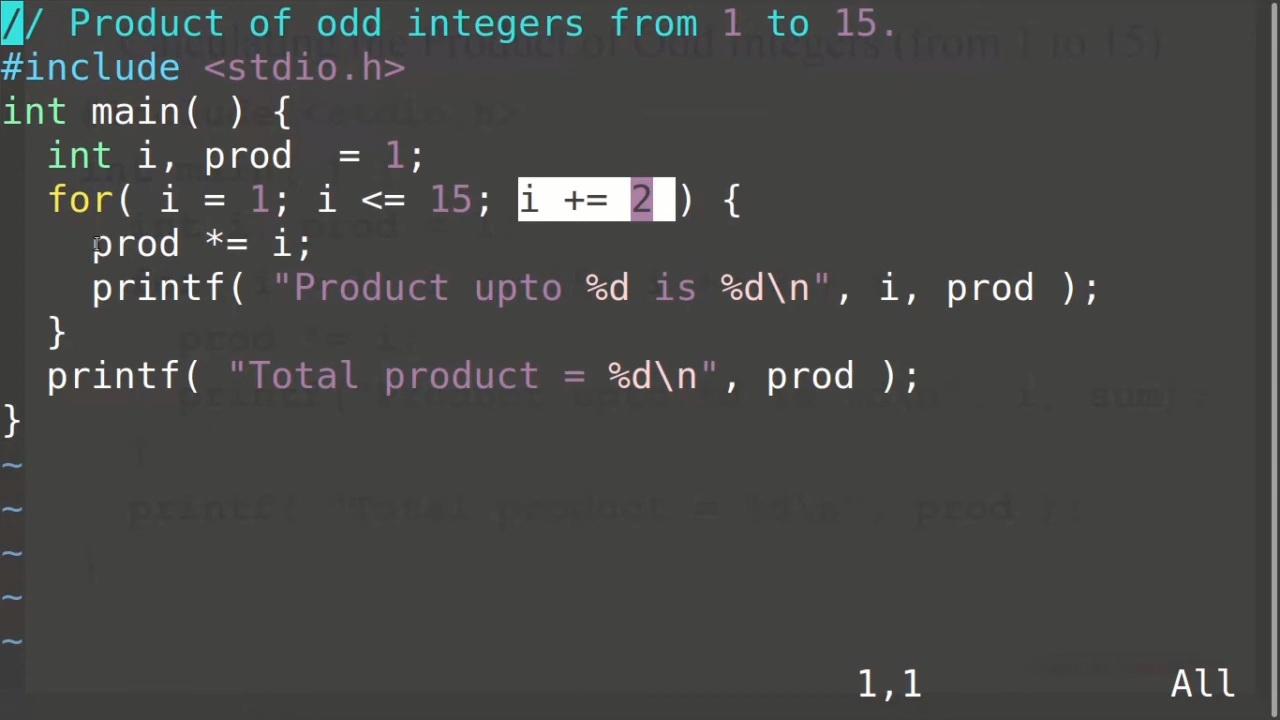 // Product of odd integers from 1 to 15.
#include <stdio.h>
int main( ) {
  int i, prod  = 1;
  for( i = 1; i <= 15; i += 2 ) {
    prod *= i;
    printf( "Product upto %d is %d\n", i, prod );
  }
  printf( "Total product = %d\n", prod );
}
~
~
~
~
~
1,1 All